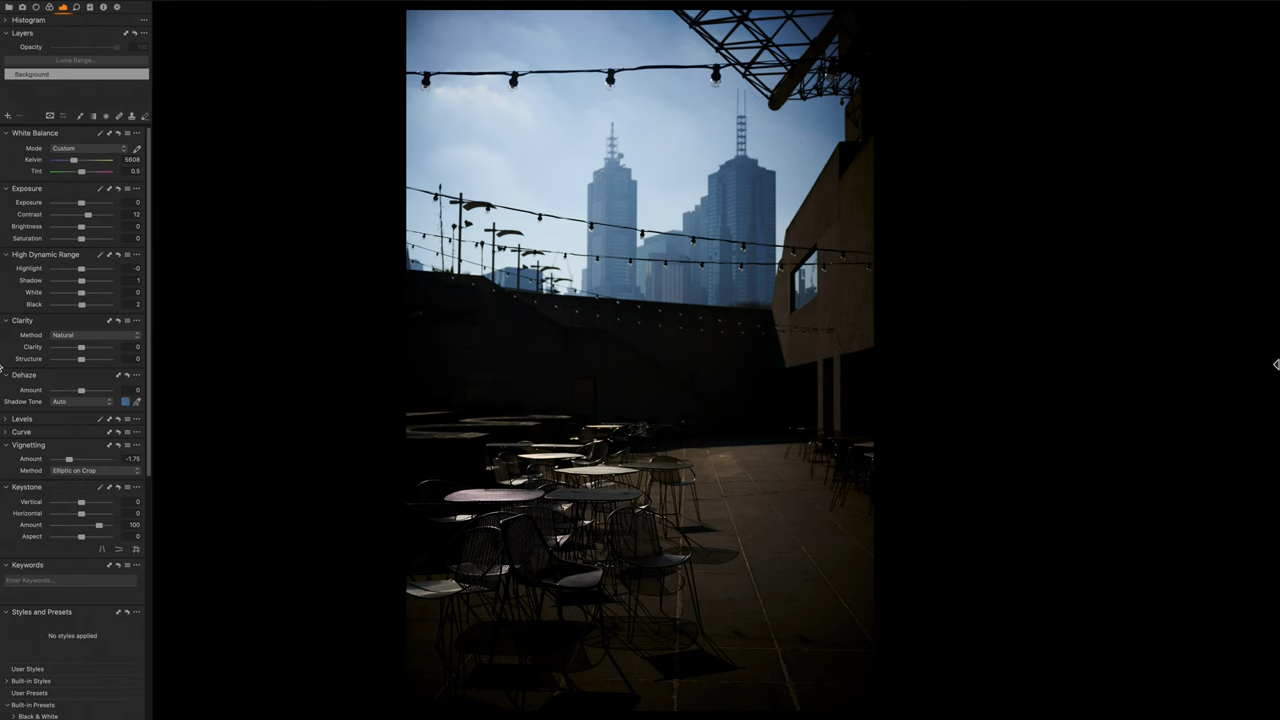 Histogram
Layers
Opacity 100
Luma Range...
Background
White Balance
Mode Custom
Kelvin 5608
Tint 0.5
Exposure
Exposure 0
Contrast 12
Brightness 0
Saturation 0
High Dynamic Range
Highlight -0
Shadow 1
White 0
Black 2
Clarity
Method Natural
Clarity 0
Structure 0
Dehaze
Amount 0
Shadow Tone Auto
Levels
Curve
Vignetting
Amount -1.75
Method Elliptic on Crop
Keystone
Vertical 0
Horizontal 0
Amount 100
Aspect 0
Keywords
Enter Keywords...
Styles and Presets
No styles applied
User Styles
Built-in Styles
User Presets
Built-in Presets
Black & White